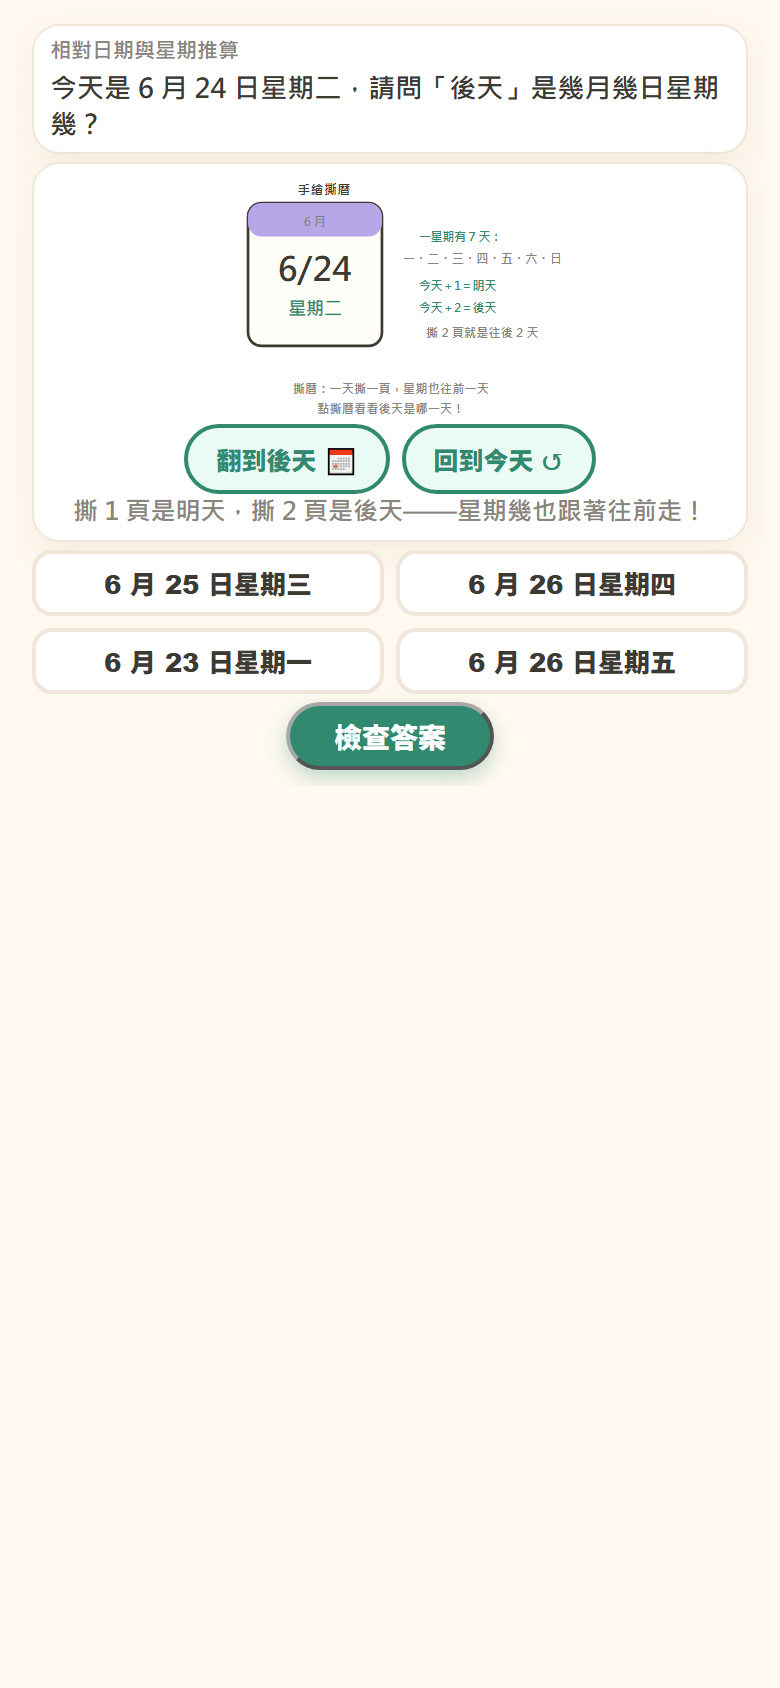 相對日期與星期推算
今天是 6 月 24 日星期二，請問「後天」是幾月幾日星期
幾？
手繪撕曆
6 月
6/24
星期二
一星期有 7 天：
一 · 二 · 三 · 四 · 五 · 六 · 日
今天 + 1 = 明天
今天 + 2 = 後天
撕 2 頁就是往後 2 天
撕曆：一天撕一頁，星期也往前一天
點撕曆看看後天是哪一天！
翻到後天 📅
回到今天 ↺
撕 1 頁是明天，撕 2 頁是後天——星期幾也跟著往前走！
6 月 25 日星期三
6 月 26 日星期四
6 月 23 日星期一
6 月 26 日星期五
檢查答案